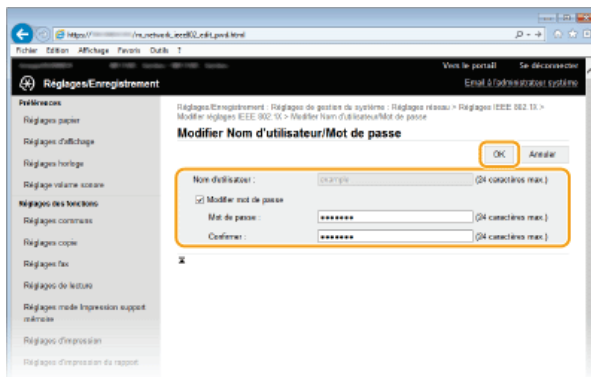 https://
/rs_network_ieee802_edit_pwd.html
Fichier Edition Affichage Favoris Outils ?
Vers le portail Se déconnecter
Réglages/Enregistrement
Email à l'administrateur système
Préférences
Réglages papier
Réglages d'affichage
Réglages horloge
Réglage volume sonore
Réglages des fonctions
Réglages communs
Réglages copie
Réglages fax
Réglages de lecture
Réglages mode Impression support
mémoire
Réglages d'impression
Réglages d'impression du rapport
Réglages/Enregistrement : Réglages de gestion du système : Réglages réseau > Réglages IEEE 802.1X >
Modifier réglages IEEE 802.1X > Modifier Nom d'utilisateur/Mot de passe
Modifier Nom d'utilisateur/Mot de passe
OK Annuler
Nom d'utilisateur : example (24 caractères max.)
Modifier mot de passe
Mot de passe : ●●●●●●● (24 caractères max.)
Confirmer : ●●●●●●● (24 caractères max.)